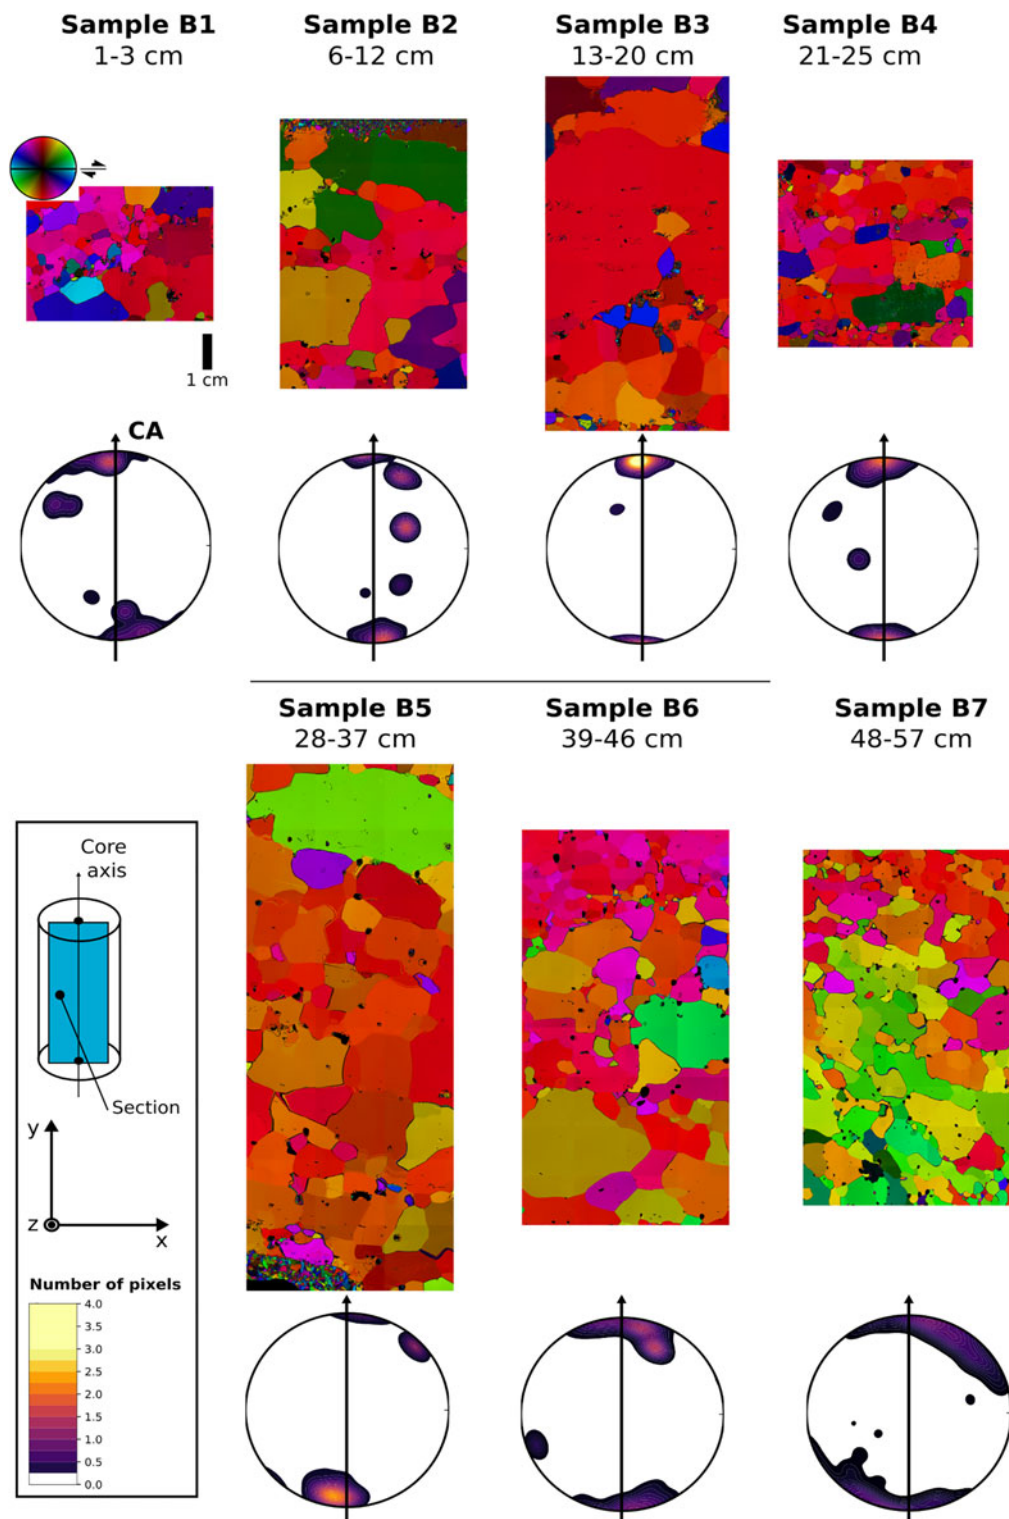 Sample B1
1-3 cm
Sample B2
6-12 cm
Sample B3
13-20 cm
Sample B4
21-25 cm
1 cm
CA
Sample B5
28-37 cm
Sample B6
39-46 cm
Sample B7
48-57 cm
Core
axis
Section
y
z
x
Number of pixels
4.0
3.5
3.0
2.5
2.0
1.5
1.0
0.5
0.0